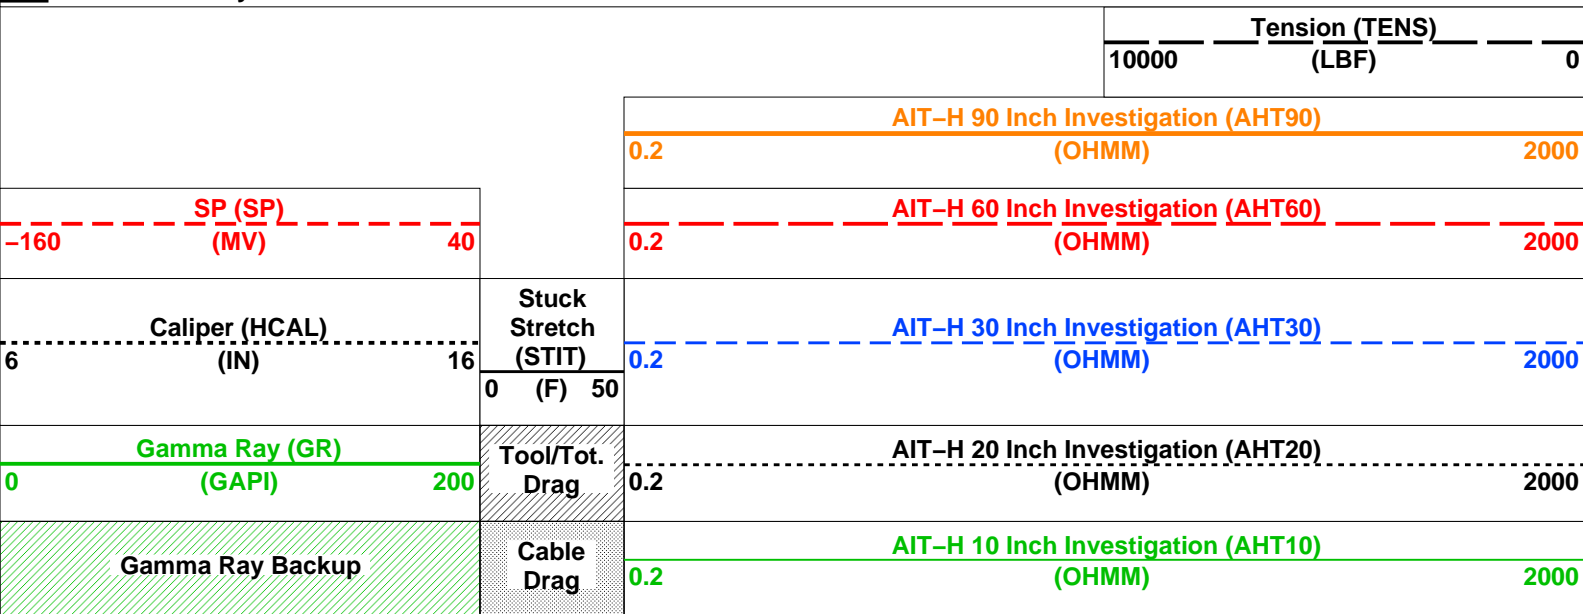 Tension (TENS)
10000 (LBF) 0
AIT−H 90 Inch Investigation (AHT90)
0.2 (OHMM) 2000
SP (SP)
−160 (MV) 40
AIT−H 60 Inch Investigation (AHT60)
0.2 (OHMM) 2000
Caliper (HCAL)
6 (IN) 16
Stuck
Stretch
(STIT)
0 (F) 50
AIT−H 30 Inch Investigation (AHT30)
0.2 (OHMM) 2000
Gamma Ray (GR)
0 (GAPI) 200
Tool/Tot.
Drag
AIT−H 20 Inch Investigation (AHT20)
0.2 (OHMM) 2000
Gamma Ray Backup
Cable
Drag
AIT−H 10 Inch Investigation (AHT10)
0.2 (OHMM) 2000